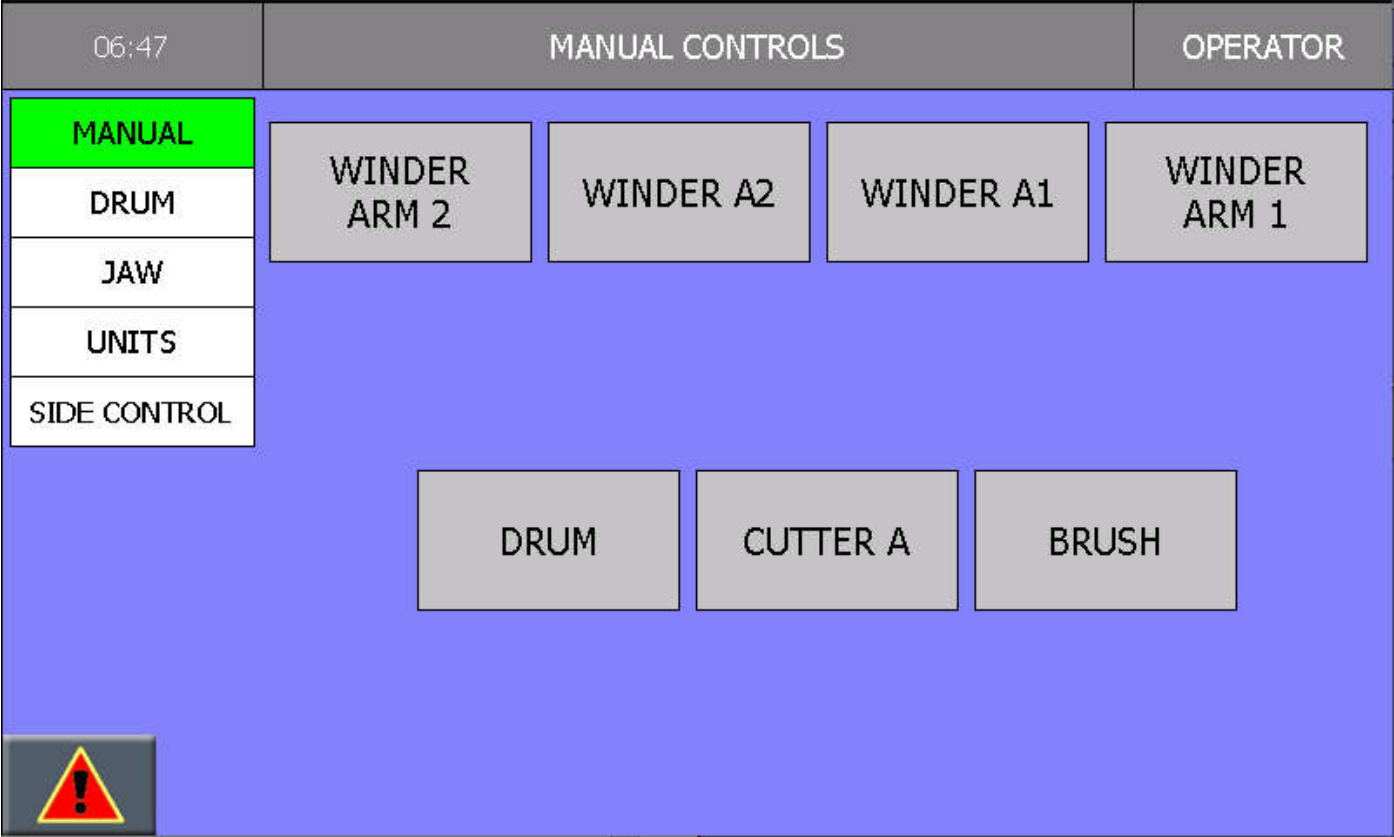 06:47
MANUAL CONTROLS
OPERATOR
MANUAL
DRUM
JAW
UNITS
SIDE CONTROL
WINDER
ARM 2
WINDER A2
WINDER A1
WINDER
ARM 1
DRUM
CUTTER A
BRUSH
!